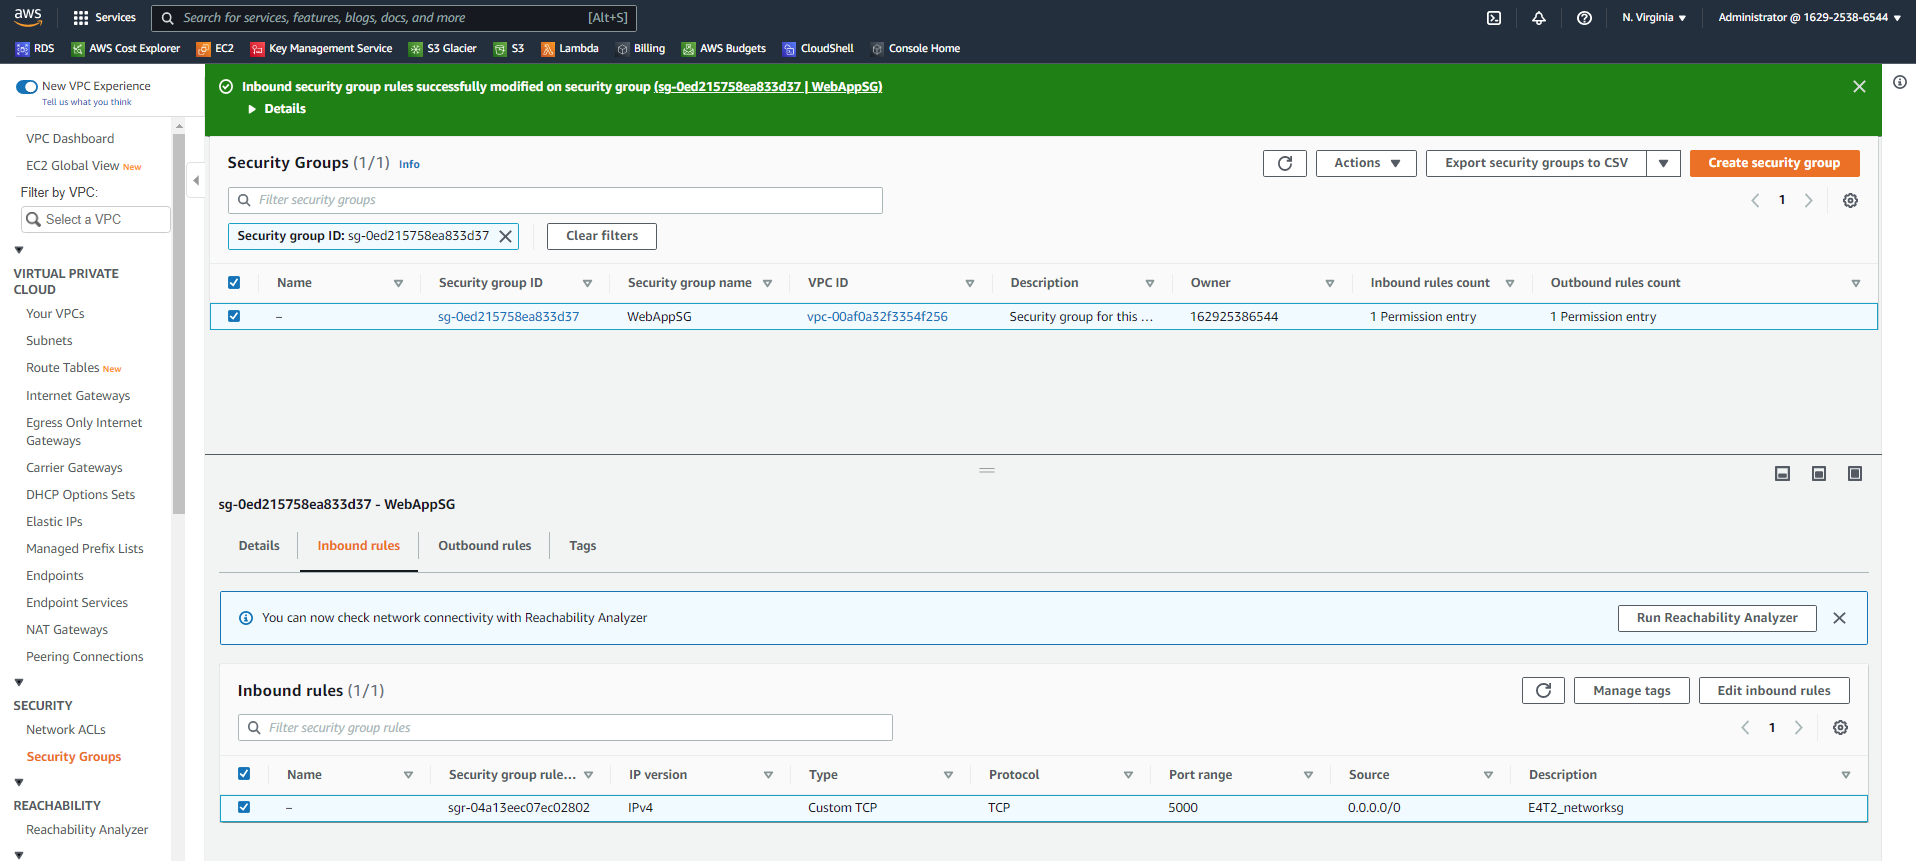 aws
Services
Search for services, features, blogs, docs, and more [Alt+S]
N. Virginia
Administrator @ 1629-2538-6544
RDS AWS Cost Explorer EC2 Key Management Service S3 Glacier S3 Lambda Billing AWS Budgets CloudShell Console Home
New VPC Experience
Tell us what you think
VPC Dashboard
EC2 Global View New
Filter by VPC:
Select a VPC
VIRTUAL PRIVATE
CLOUD
Your VPCs
Subnets
Route Tables New
Internet Gateways
Egress Only Internet
Gateways
Carrier Gateways
DHCP Options Sets
Elastic IPs
Managed Prefix Lists
Endpoints
Endpoint Services
NAT Gateways
Peering Connections
SECURITY
Network ACLs
Security Groups
REACHABILITY
Reachability Analyzer
Inbound security group rules successfully modified on security group (sg-0ed215758ea833d37 | WebAppSG)
Details
Security Groups (1/1) Info
Actions
Export security groups to CSV
Create security group
Filter security groups
1
Security group ID: sg-0ed215758ea833d37
Clear filters
Name Security group ID Security group name VPC ID Description Owner Inbound rules count Outbound rules count
– sg-0ed215758ea833d37 WebAppSG vpc-00af0a32f3354f256 Security group for this ... 162925386544 1 Permission entry 1 Permission entry
sg-0ed215758ea833d37 - WebAppSG
Details Inbound rules Outbound rules Tags
You can now check network connectivity with Reachability Analyzer
Run Reachability Analyzer
Inbound rules (1/1)
Manage tags
Edit inbound rules
Filter security group rules
1
Name Security group rule... IP version Type Protocol Port range Source Description
– sgr-04a13eec07ec02802 IPv4 Custom TCP TCP 5000 0.0.0.0/0 E4T2_networksg